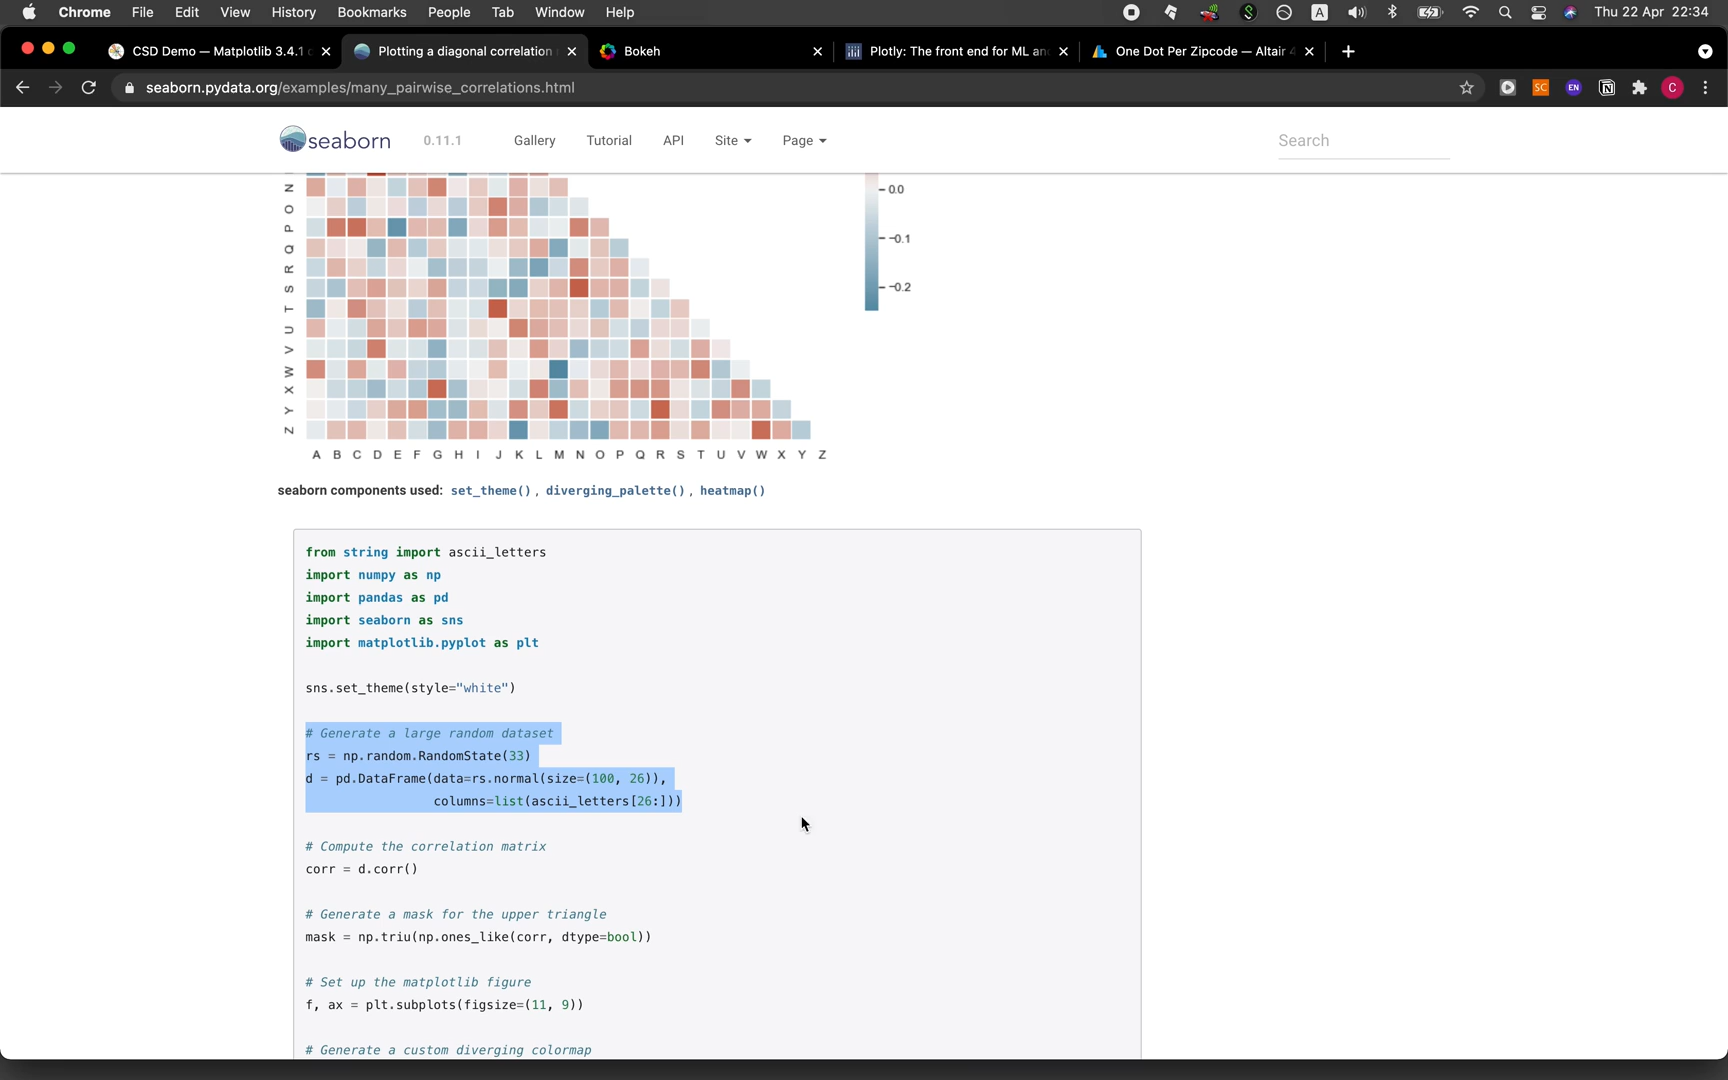 Chrome File Edit View History Bookmarks People Tab Window Help A Thu 22 Apr 22:34
CSD Demo — Matplotlib 3.4.1 Plotting a diagonal correlation Bokeh Plotly: The front end for ML an One Dot Per Zipcode — Altair
seaborn.pydata.org/examples/many_pairwise_correlations.html SC EN C
seaborn 0.11.1 Gallery Tutorial API Site Page Search
N
O
P
Q
R
S
T
U
V
W
X
Y
Z
0.0
−0.1
−0.2
A B C D E F G H I J K L M N O P Q R S T U V W X Y Z
seaborn components used: set_theme(), diverging_palette(), heatmap()
from string import ascii_letters
import numpy as np
import pandas as pd
import seaborn as sns
import matplotlib.pyplot as plt
sns.set_theme(style="white")
# Generate a large random dataset
rs = np.random.RandomState(33)
d = pd.DataFrame(data=rs.normal(size=(100, 26)),
columns=list(ascii_letters[26:]))
# Compute the correlation matrix
corr = d.corr()
# Generate a mask for the upper triangle
mask = np.triu(np.ones_like(corr, dtype=bool))
# Set up the matplotlib figure
f, ax = plt.subplots(figsize=(11, 9))
# Generate a custom diverging colormap